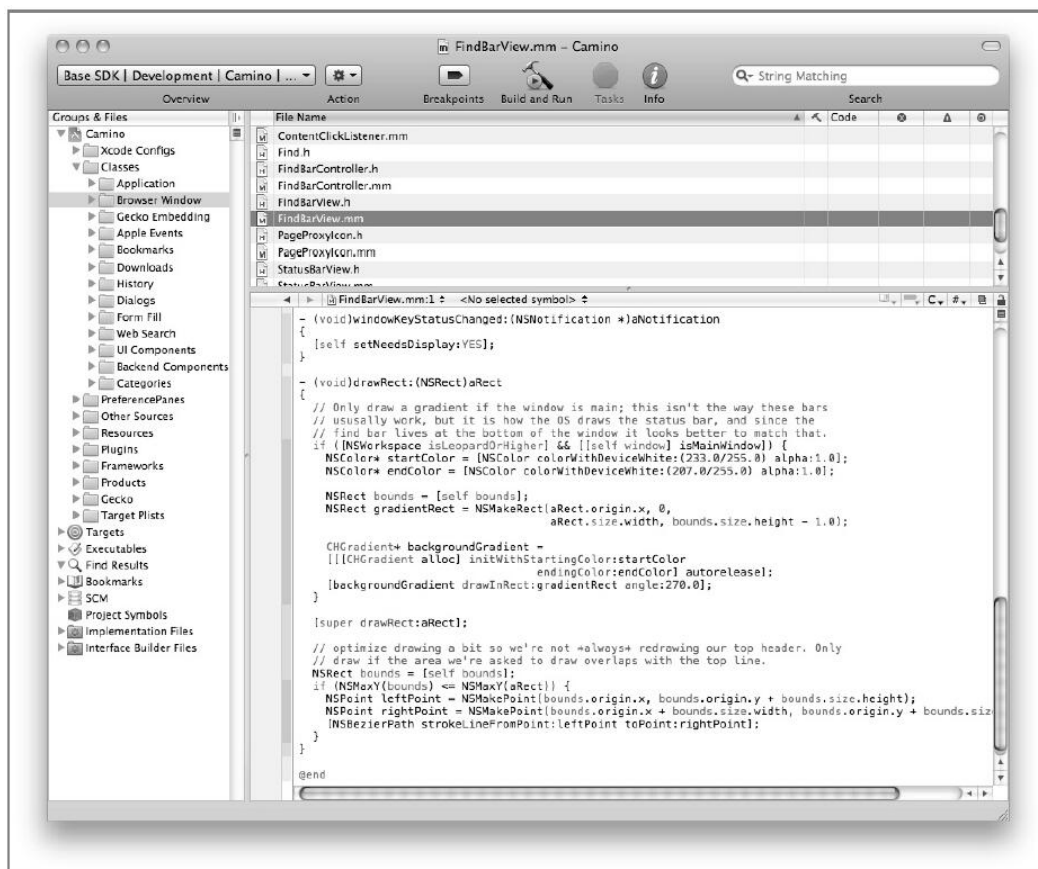 FindBarView.mm – Camino
Base SDK | Development | Camino | ...
String Matching
Overview
Action
Breakpoints
Build and Run
Tasks
Info
Search
Groups & Files
Camino
Xcode Configs
Classes
Application
Browser Window
Gecko Embedding
Apple Events
Bookmarks
Downloads
History
Dialogs
Form Fill
Web Search
UI Components
Backend Components
Categories
PreferencePanes
Other Sources
Resources
Plugins
Frameworks
Products
Gecko
Target Plists
Targets
Executables
Find Results
Bookmarks
SCM
Project Symbols
Implementation Files
Interface Builder Files
File Name
Code
ContentClickListener.mm
Find.h
FindBarController.h
FindBarController.mm
FindBarView.h
FindBarView.mm
PageProxyIcon.h
PageProxyIcon.mm
StatusBarView.h
StatusBarView.mm
FindBarView.mm:1 <No selected symbol> C #
- (void)windowKeyStatusChanged:(NSNotification *)aNotification
{
[self setNeedsDisplay:YES];
}
- (void)drawRect:(NSRect)aRect
{
// Only draw a gradient if the window is main; this isn't the way these bars
// ususally work, but it is how the OS draws the status bar, and since the
// find bar lives at the bottom of the window it looks better to match that.
if ([NSWorkspace isLeopardOrHigher] && [[self window] isMainWindow]) {
NSColor* startColor = [NSColor colorWithDeviceWhite:(233.0/255.0) alpha:1.0];
NSColor* endColor = [NSColor colorWithDeviceWhite:(207.0/255.0) alpha:1.0];
NSRect bounds = [self bounds];
NSRect gradientRect = NSMakeRect(aRect.origin.x, 0,
aRect.size.width, bounds.size.height - 1.0);
CHGradient* backgroundGradient =
[[[CHGradient alloc] initWithStartingColor:startColor
endingColor:endColor] autorelease];
[backgroundGradient drawInRect:gradientRect angle:270.0];
}
[super drawRect:aRect];
// optimize drawing a bit so we're not *always* redrawing our top header. Only
// draw if the area we're asked to draw overlaps with the top line.
NSRect bounds = [self bounds];
if (NSMaxY(bounds) <= NSMaxY(aRect)) {
NSPoint leftPoint = NSMakePoint(bounds.origin.x, bounds.origin.y + bounds.size.height);
NSPoint rightPoint = NSMakePoint(bounds.origin.x + bounds.size.width, bounds.origin.y + bounds.siz
[NSBezierPath strokeLineFromPoint:leftPoint toPoint:rightPoint];
}
}
@end